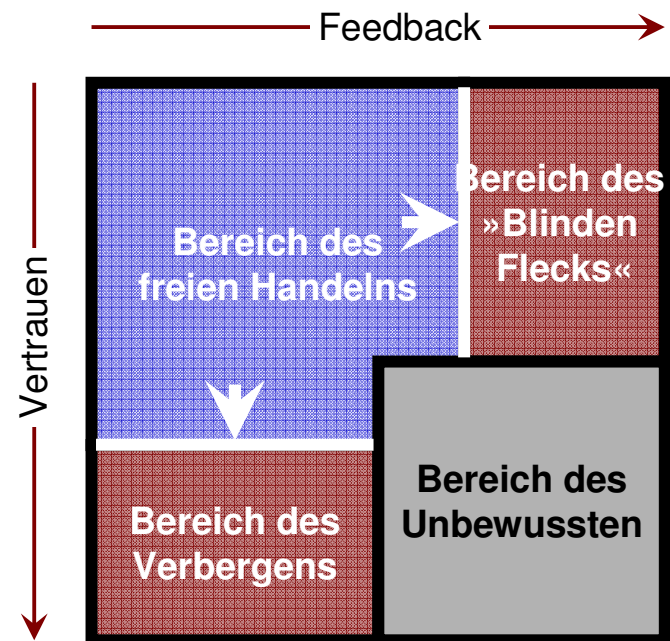 Feedback
Vertrauen
Bereich des
freien Handelns
Bereich des
»Blinden
Flecks«
Bereich des
Verbergens
Bereich des
Unbewussten